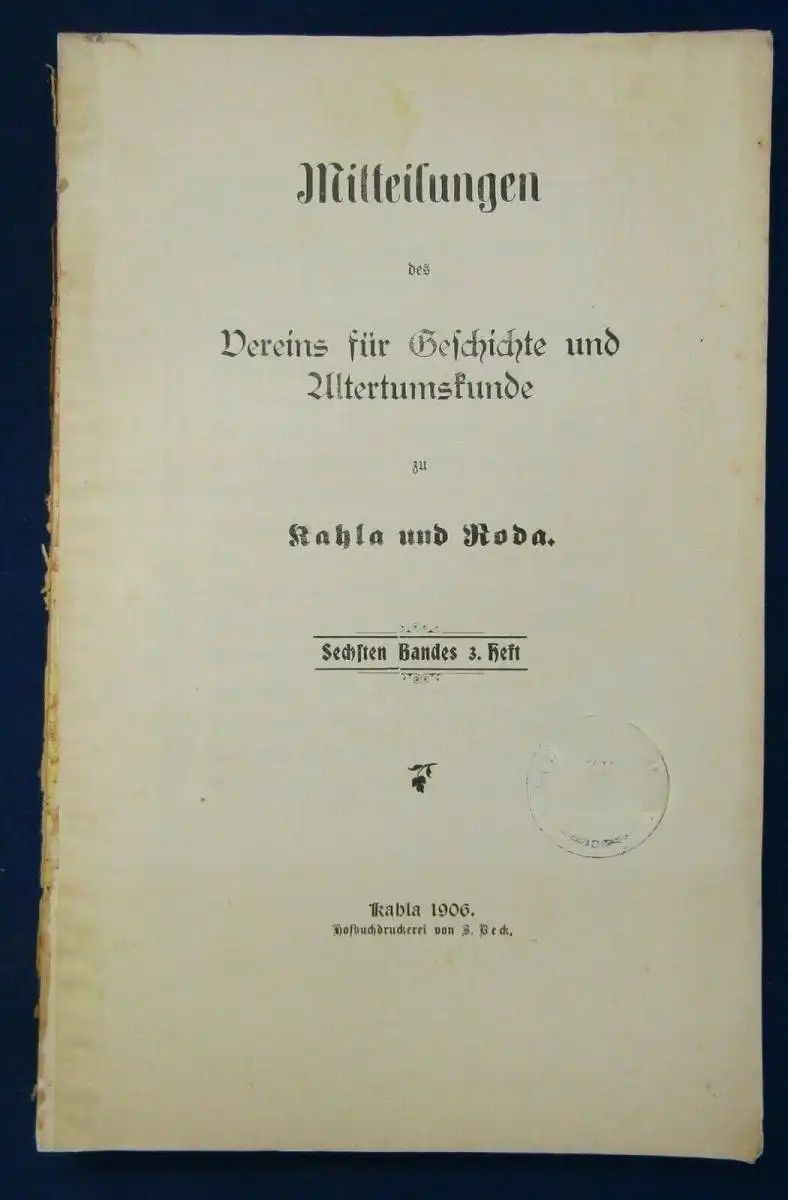 Mitteilungen
des
Vereins für Geschichte und
Altertumskunde
zu
Kahla und Roda.
Sechsten Bandes 3. Heft
Kahla 1906.
Hofbuchdruckerei von J. Beck.